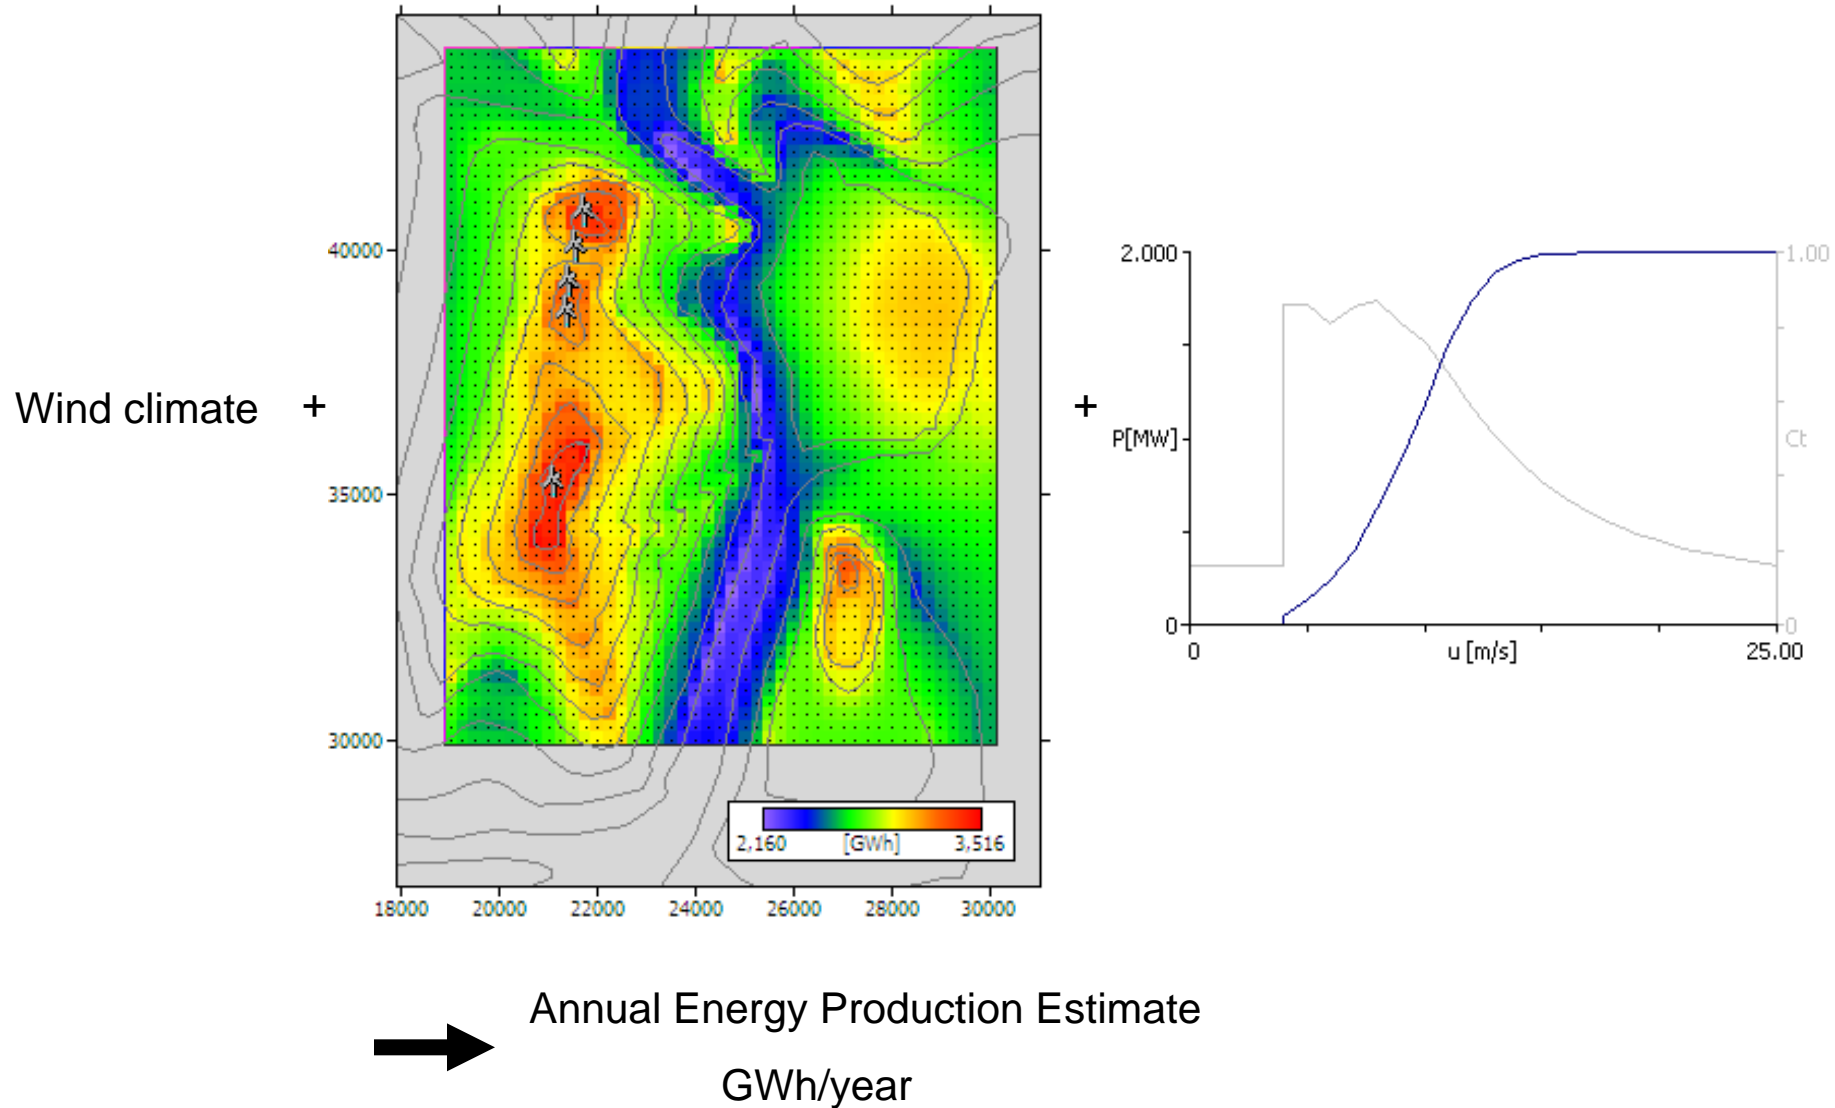 40000
35000
30000
2,160 [GWh] 3,516
18000 20000 22000 24000 26000 28000 30000
Wind climate + +
2.000 1.00
P[MW] Ct
0 0
0 u [m/s] 25.00
Annual Energy Production Estimate
GWh/year